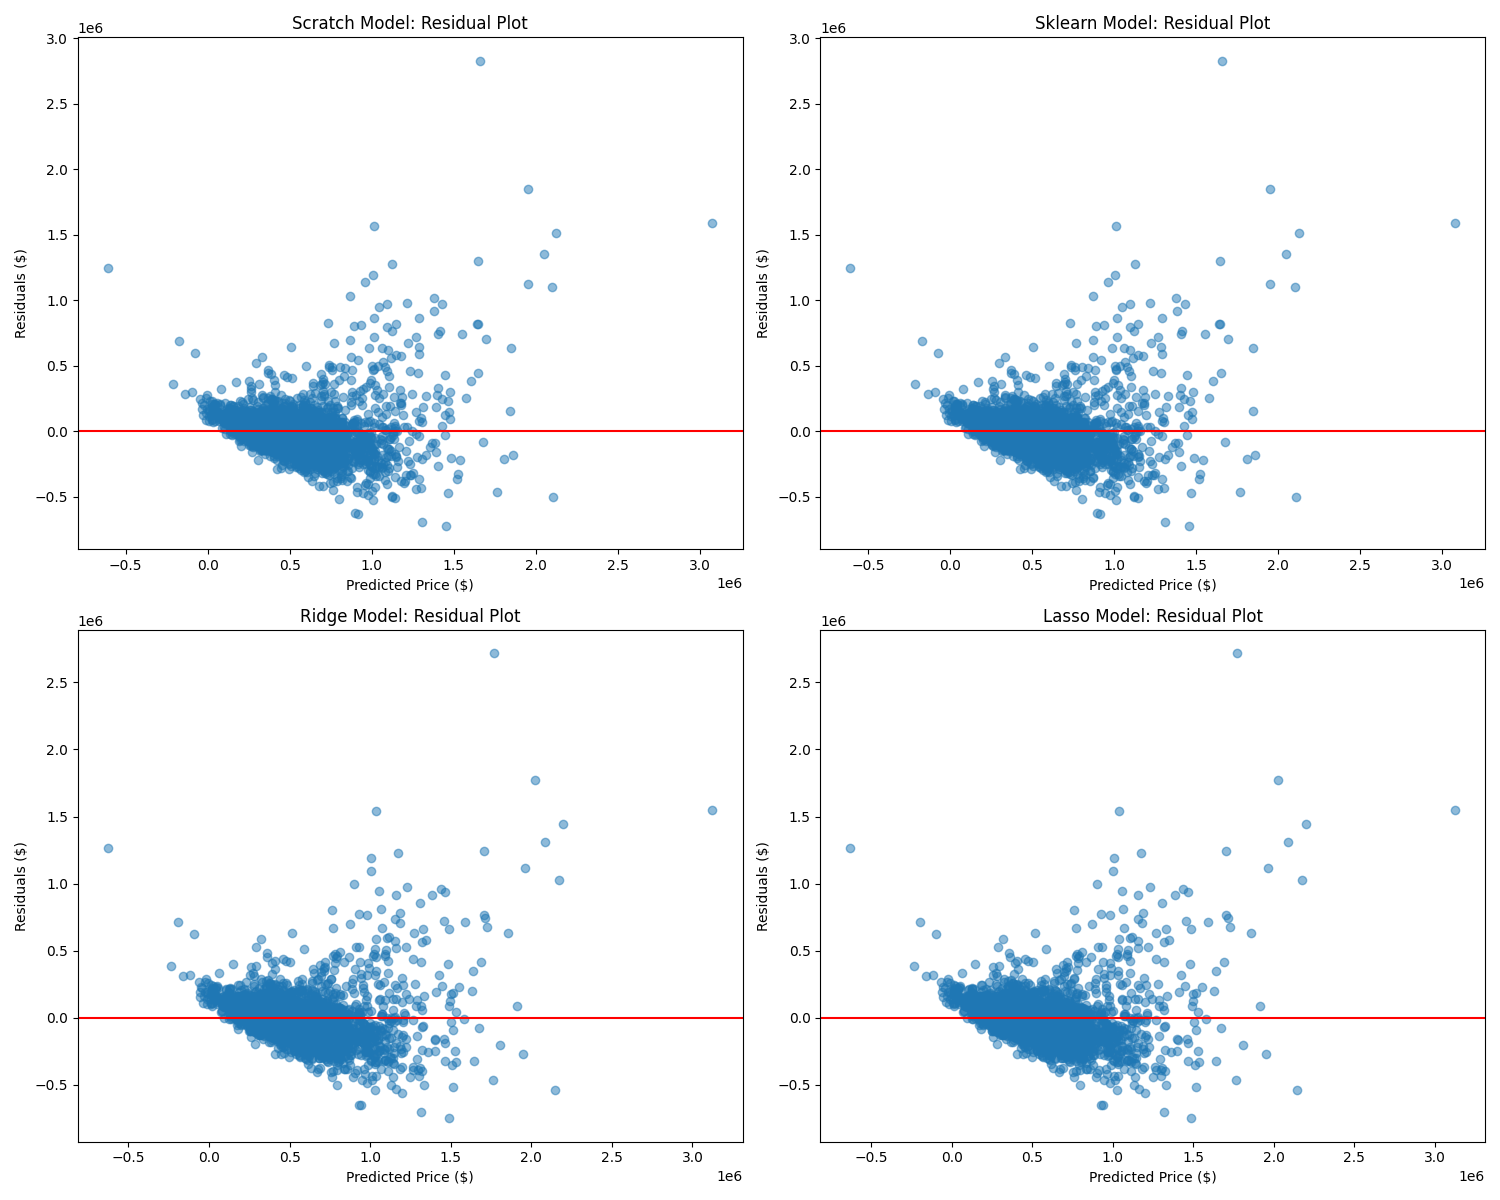 Scratch Model: Residual Plot
1e6
3.0
2.5
2.0
1.5
1.0
0.5
0.0
−0.5
Residuals ($)
−0.5 0.0 0.5 1.0 1.5 2.0 2.5 3.0
1e6
Predicted Price ($)
Sklearn Model: Residual Plot
1e6
3.0
2.5
2.0
1.5
1.0
0.5
0.0
−0.5
Residuals ($)
−0.5 0.0 0.5 1.0 1.5 2.0 2.5 3.0
1e6
Predicted Price ($)
Ridge Model: Residual Plot
1e6
2.5
2.0
1.5
1.0
0.5
0.0
−0.5
Residuals ($)
−0.5 0.0 0.5 1.0 1.5 2.0 2.5 3.0
1e6
Predicted Price ($)
Lasso Model: Residual Plot
1e6
2.5
2.0
1.5
1.0
0.5
0.0
−0.5
Residuals ($)
−0.5 0.0 0.5 1.0 1.5 2.0 2.5 3.0
1e6
Predicted Price ($)